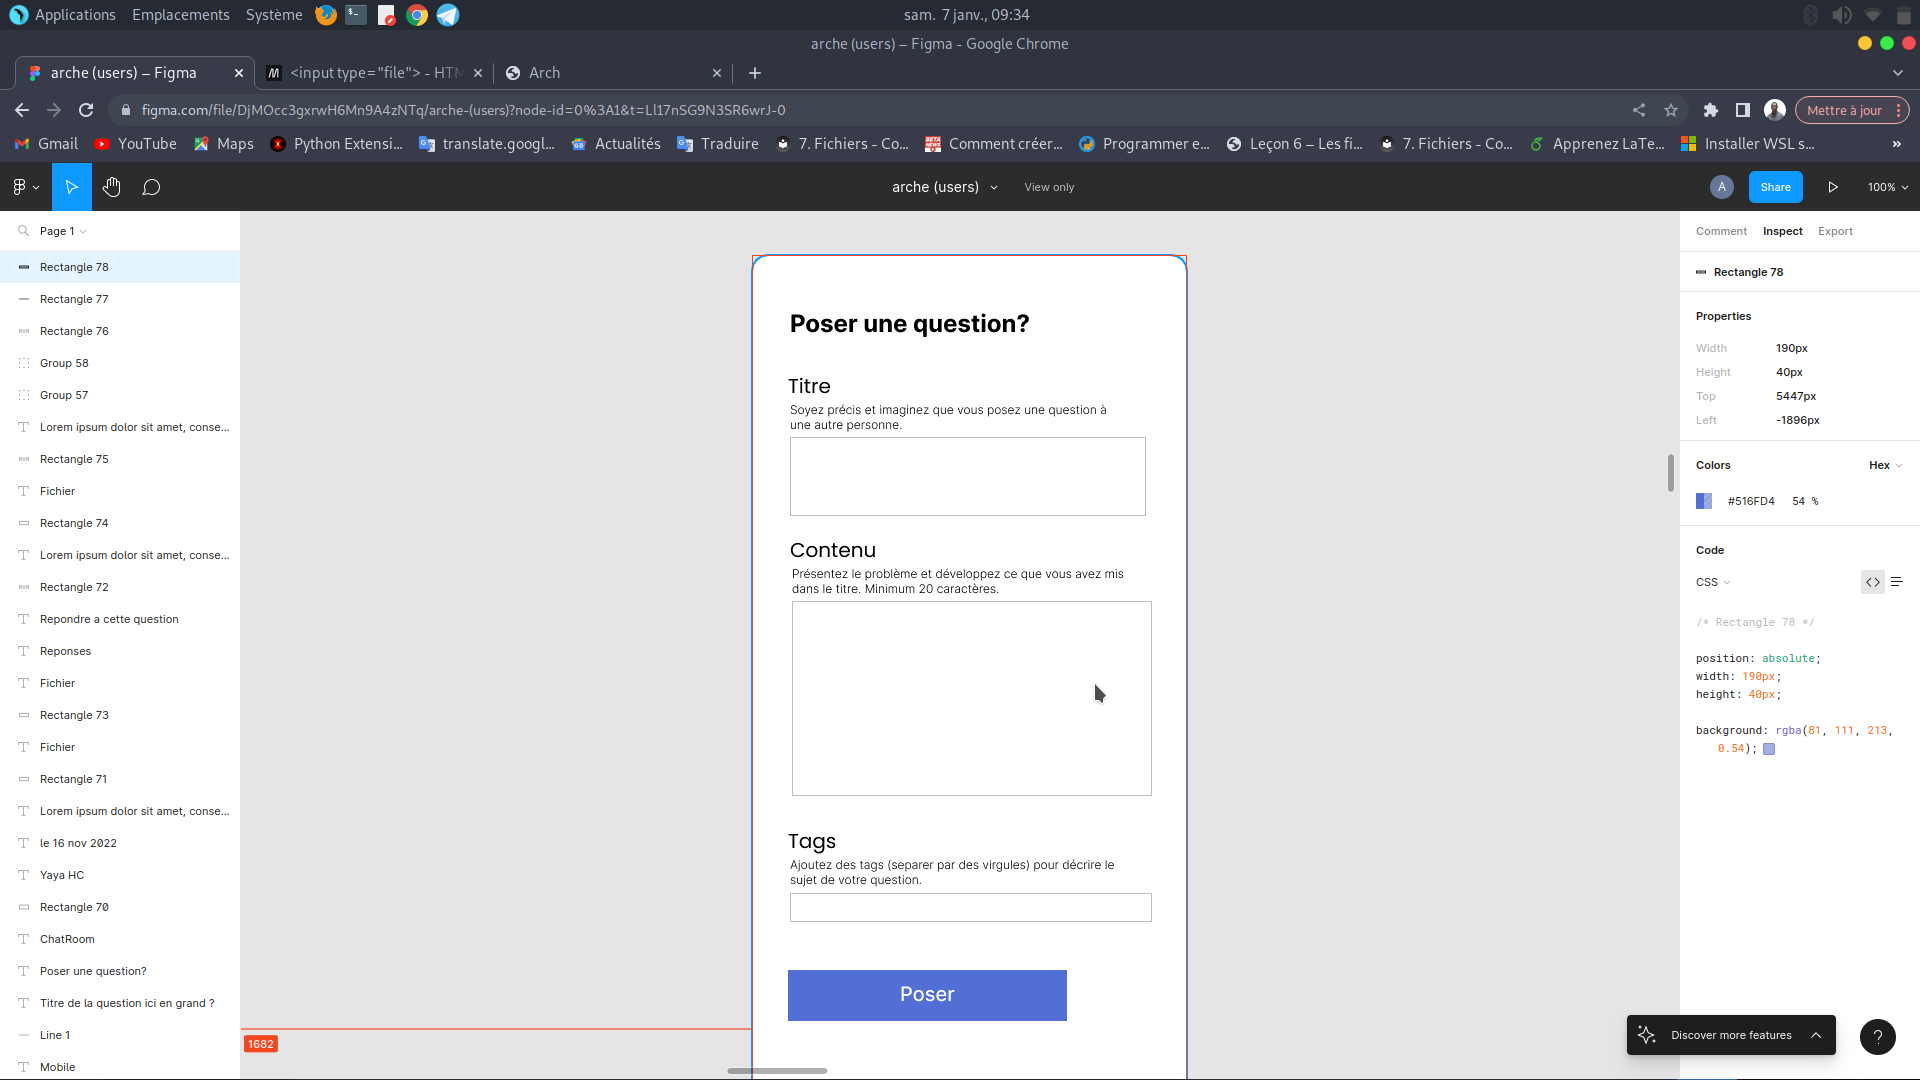 Applications Emplacements Système sam. 7 janv., 09:34
arche (users) – Figma - Google Chrome
arche (users) – Figma <input type="file"> - HTM Arch
figma.com/file/DjMOcc3gxrwH6Mn9A4zNTq/arche-(users)?node-id=0%3A1&t=Ll17nSG9N3SR6wrJ-0 Mettre à jour
Gmail YouTube Maps Python Extensi... translate.googl... Actualités Traduire 7. Fichiers - Co... Comment créer... Programmer e... Leçon 6 – Les fi... 7. Fichiers - Co... Apprenez LaTe... Installer WSL s... »
arche (users) View only A Share 100%
Page 1
Rectangle 78
Rectangle 77
Rectangle 76
Group 58
Group 57
Lorem ipsum dolor sit amet, conse...
Rectangle 75
Fichier
Rectangle 74
Lorem ipsum dolor sit amet, conse...
Rectangle 72
Repondre a cette question
Reponses
Fichier
Rectangle 73
Fichier
Rectangle 71
Lorem ipsum dolor sit amet, conse...
le 16 nov 2022
Yaya HC
Rectangle 70
ChatRoom
Poser une question?
Titre de la question ici en grand ?
Line 1
Mobile
Poser une question?
Titre
Soyez précis et imaginez que vous posez une question à
une autre personne.
Contenu
Présentez le problème et développez ce que vous avez mis
dans le titre. Minimum 20 caractères.
Tags
Ajoutez des tags (separer par des virgules) pour décrire le
sujet de votre question.
Poser
1682
Comment Inspect Export
Rectangle 78
Properties
Width 190px
Height 40px
Top 5447px
Left -1896px
Colors Hex
#516FD4 54 %
Code
CSS
/* Rectangle 78 */
position: absolute;
width: 190px;
height: 40px;
background: rgba(81, 111, 213,
0.54);
Discover more features
?